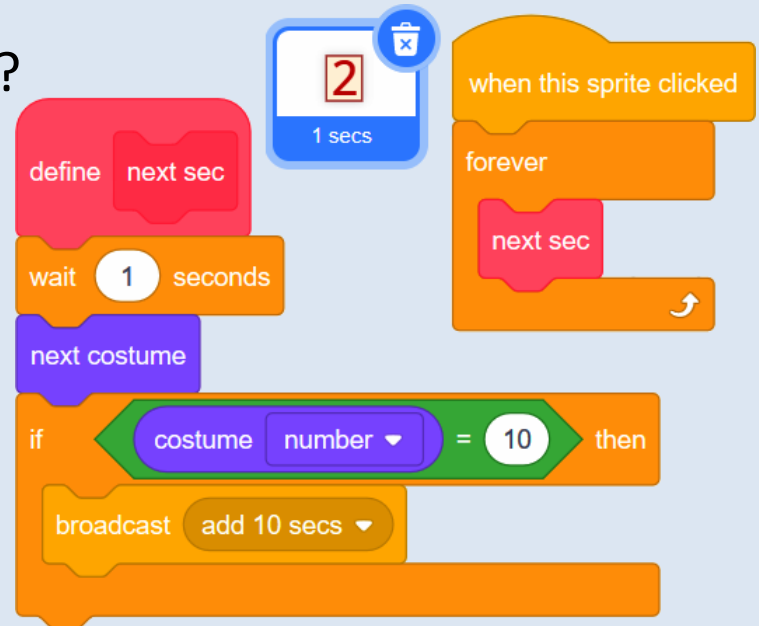 ?
2
1 secs
when this sprite clicked
forever
next sec
define next sec
wait 1 seconds
next costume
if costume number = 10 then
broadcast add 10 secs